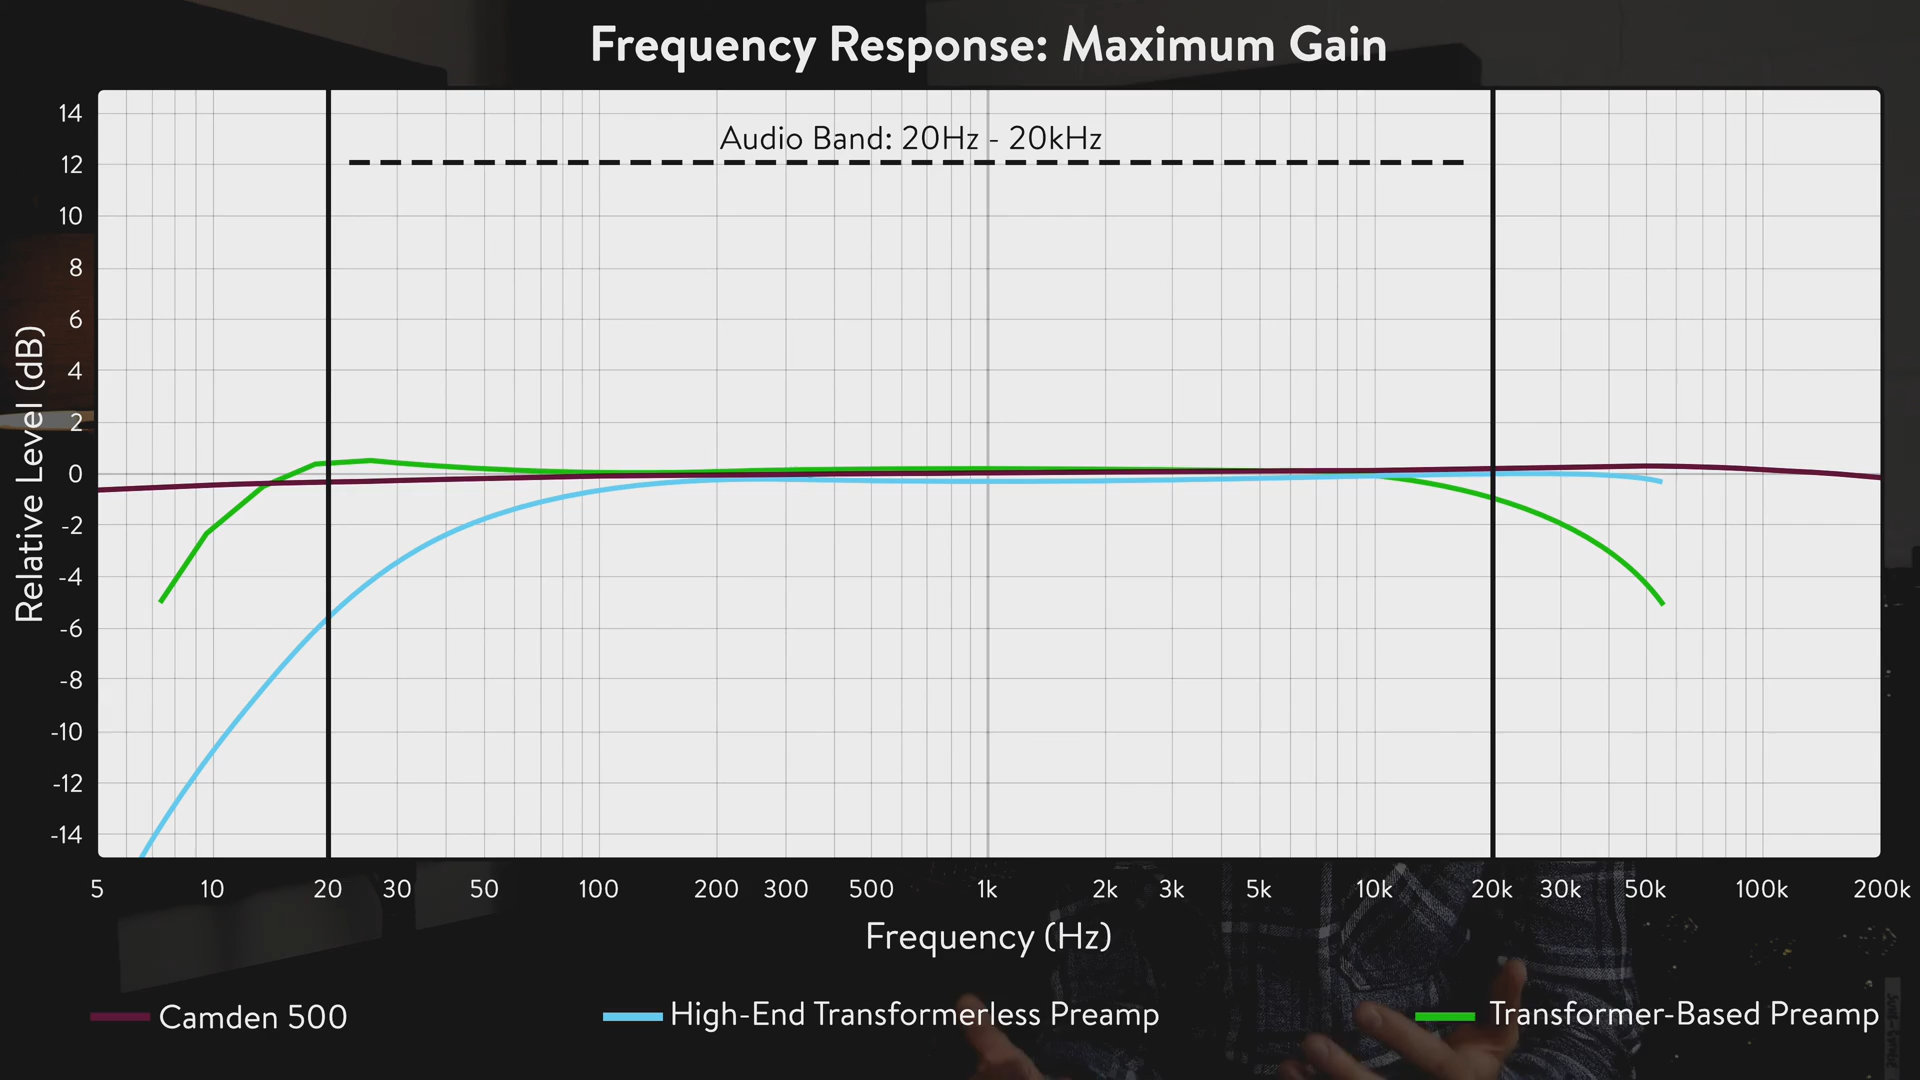 Frequency Response: Maximum Gain
Audio Band: 20Hz - 20kHz
14
12
10
8
6
4
2
0
-2
-4
-6
-8
-10
-12
-14
Relative Level (dB)
5 10 20 30 50 100 200 300 500 1k 2k 3k 5k 10k 20k 30k 50k 100k 200k
Frequency (Hz)
Camden 500 High-End Transformerless Preamp Transformer-Based Preamp